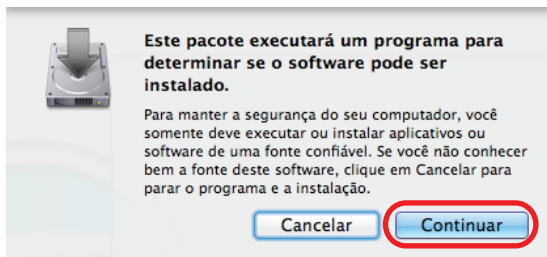 Este pacote executará um programa para
determinar se o software pode ser
instalado.
Para manter a segurança do seu computador, você
somente deve executar ou instalar aplicativos ou
software de uma fonte confiável. Se você não conhecer
bem a fonte deste software, clique em Cancelar para
parar o programa e a instalação.
Cancelar Continuar